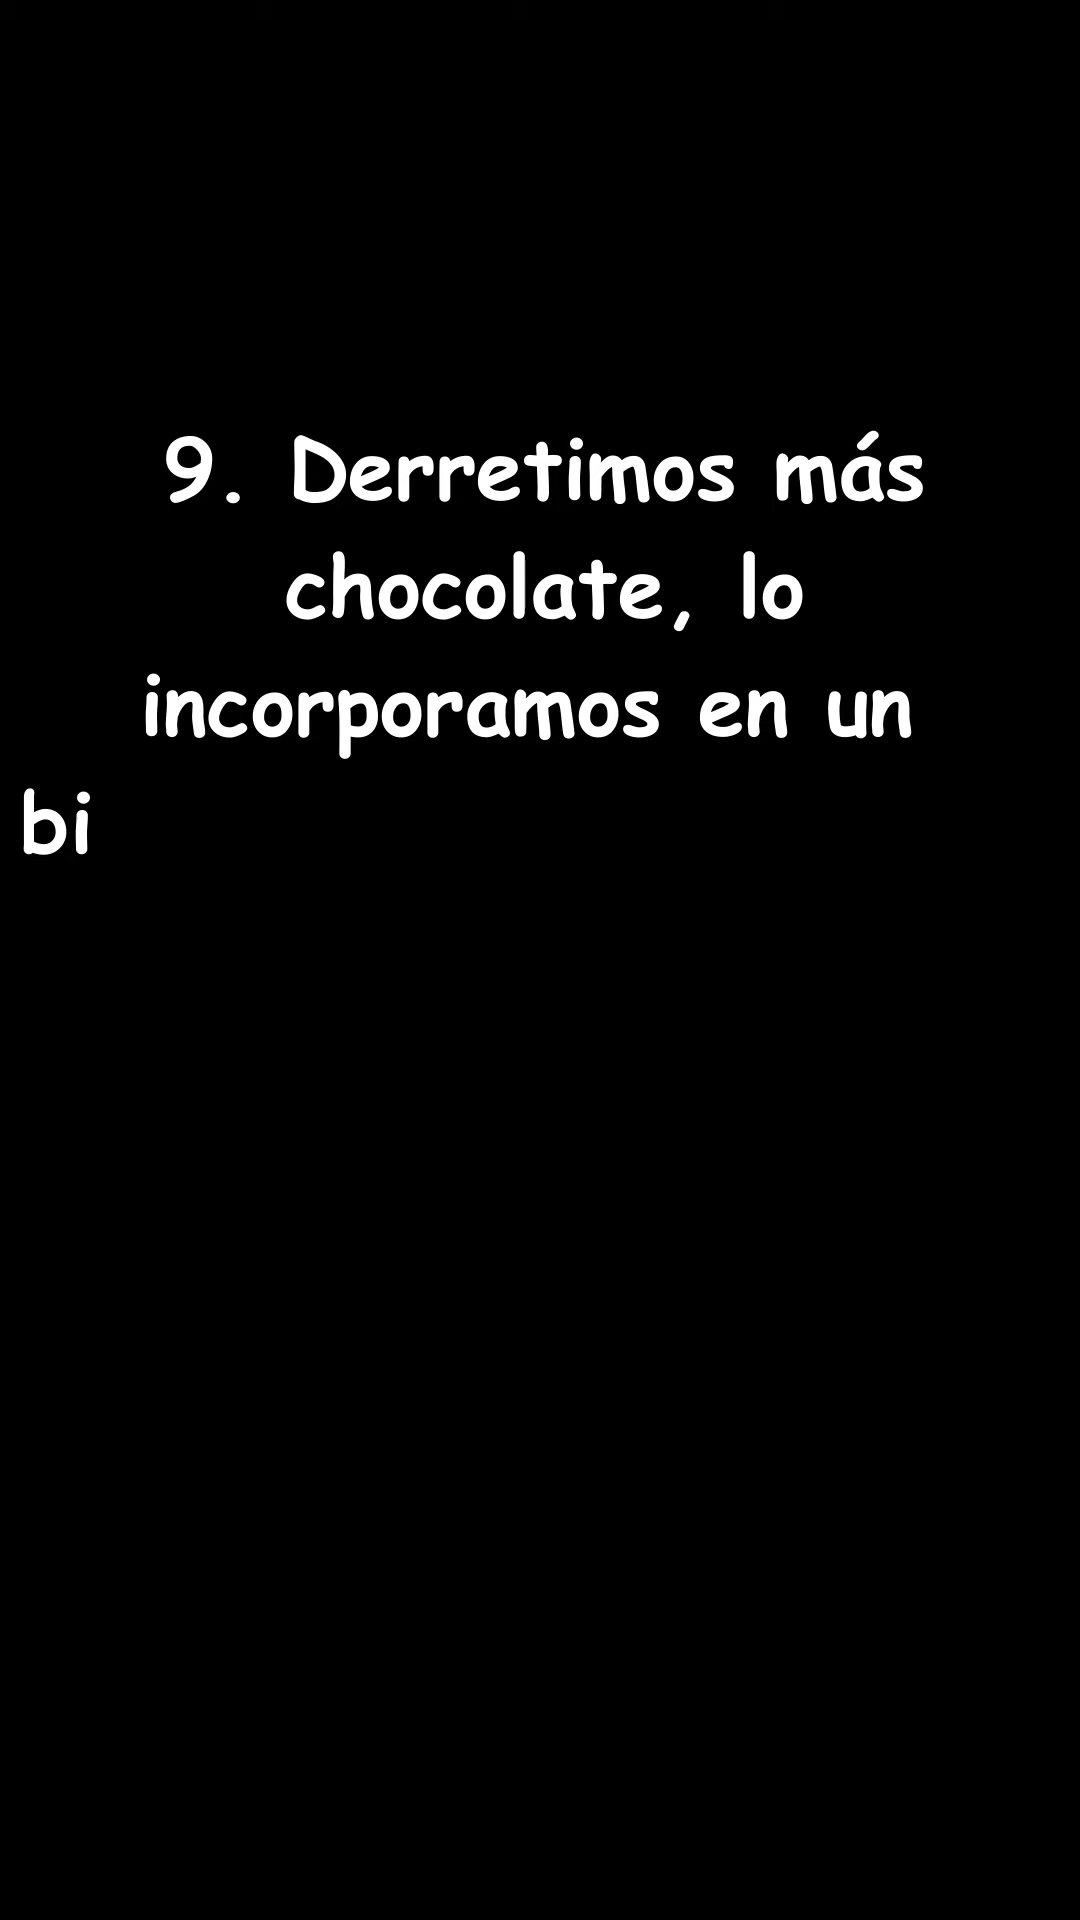 9. Derretimos más
chocolate, lo
incorporamos en un
bi